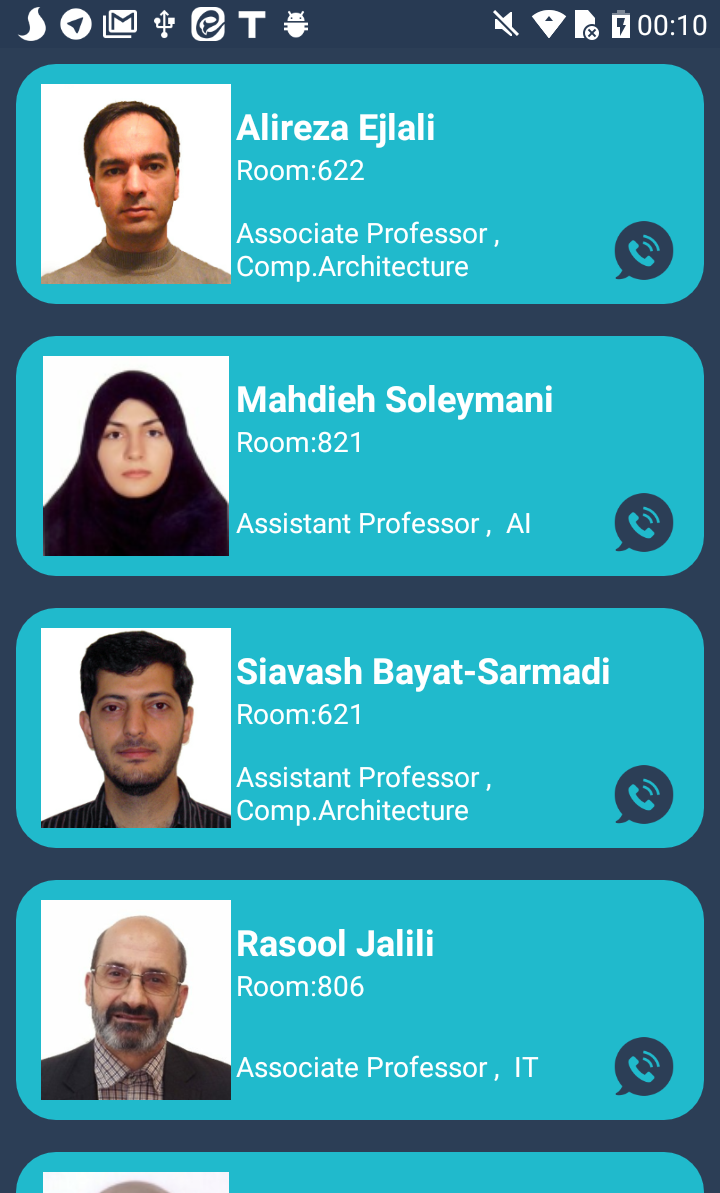 00:10
Alireza Ejlali
Room:622
Associate Professor ,
Comp.Architecture
Mahdieh Soleymani
Room:821
Assistant Professor ,  AI
Siavash Bayat-Sarmadi
Room:621
Assistant Professor ,
Comp.Architecture
Rasool Jalili
Room:806
Associate Professor ,  IT